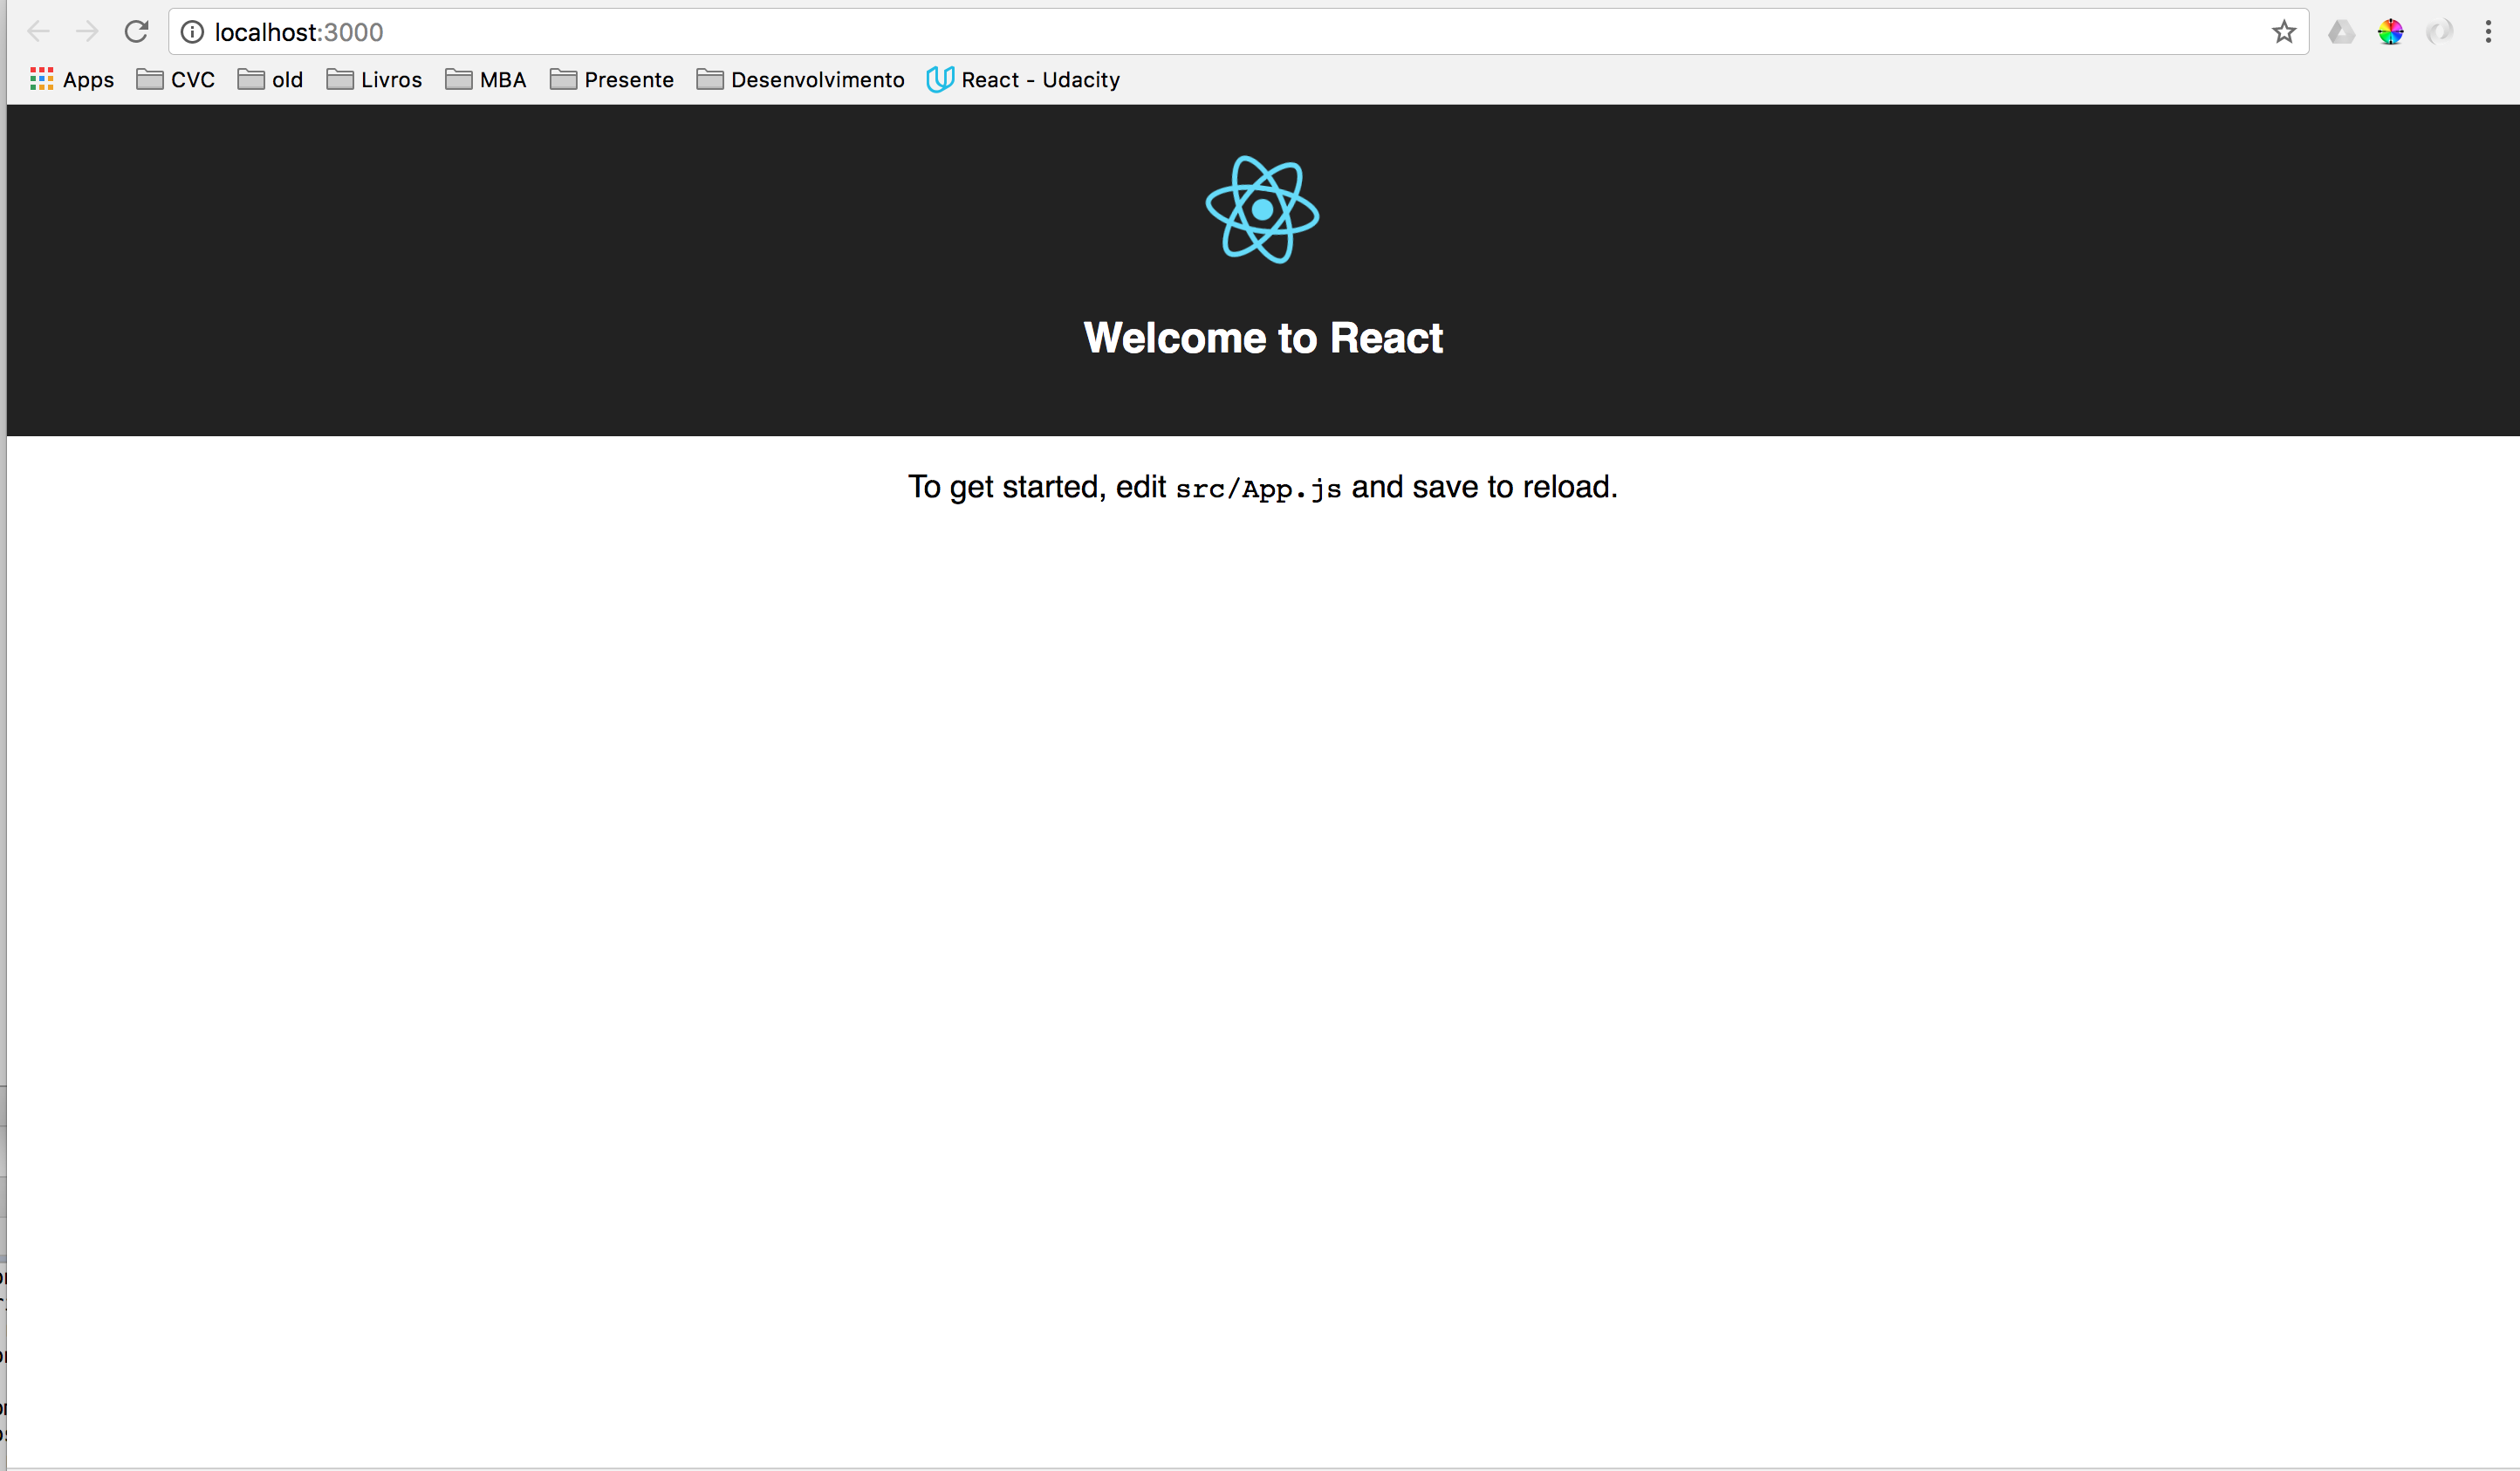 localhost:3000
Apps CVC old Livros MBA Presente Desenvolvimento React - Udacity
Welcome to React
To get started, edit src/App.js and save to reload.